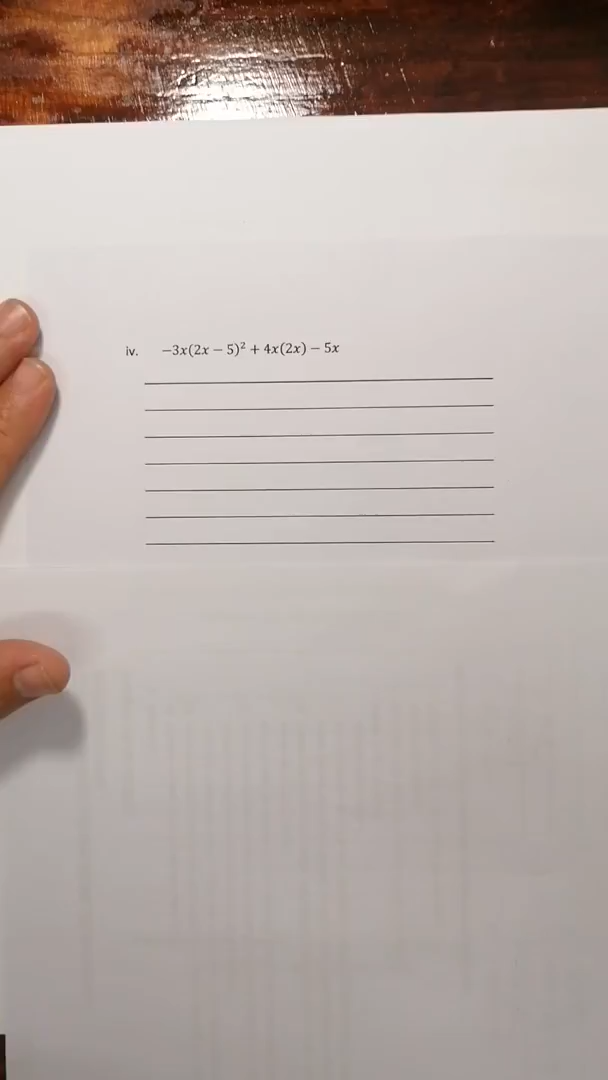 iv. −3x(2x − 5)² + 4x(2x) − 5x